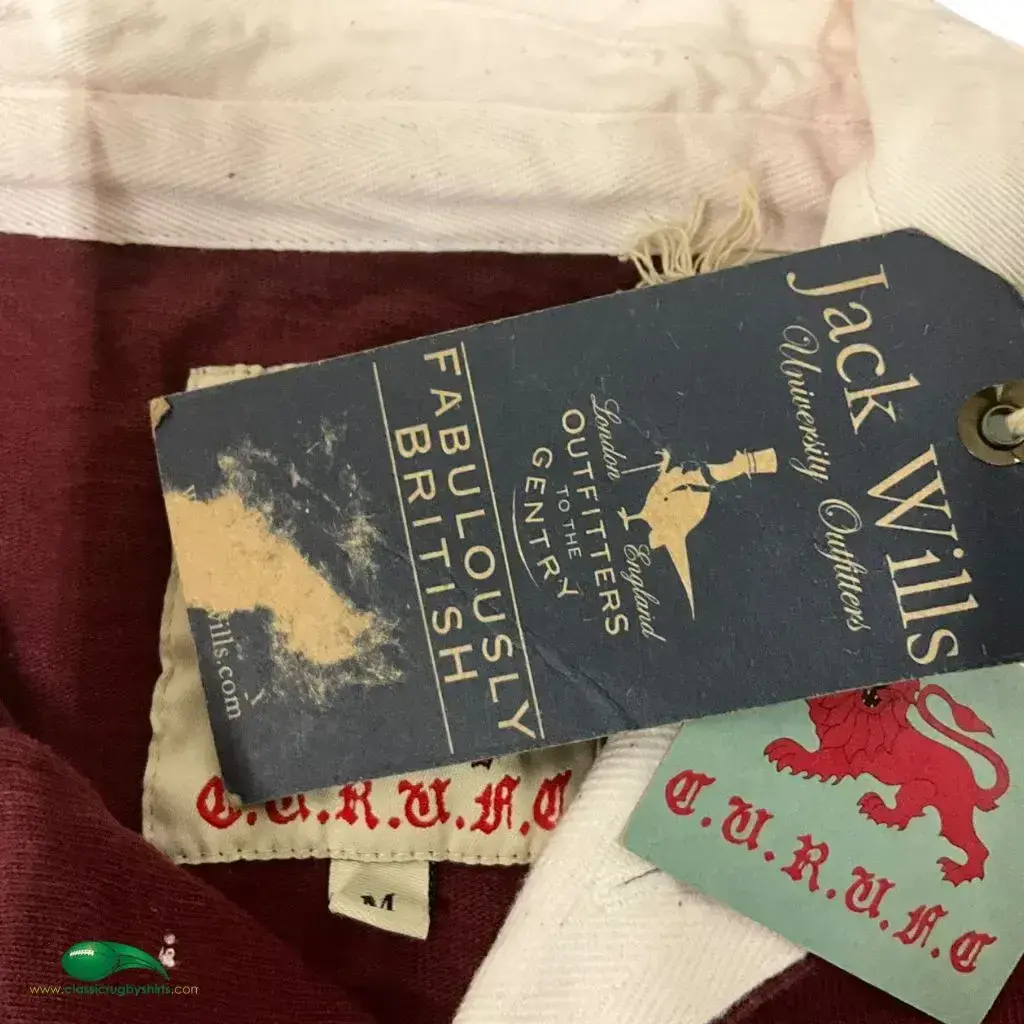 Jack Wills
University Outfitters
London England
OUTFITTERS
TO THE
GENTRY
FABULOUSLY
BRITISH
C.U.R.U.F.C
M
C.U.R.U.F.C
www.classicrugbyshirts.com